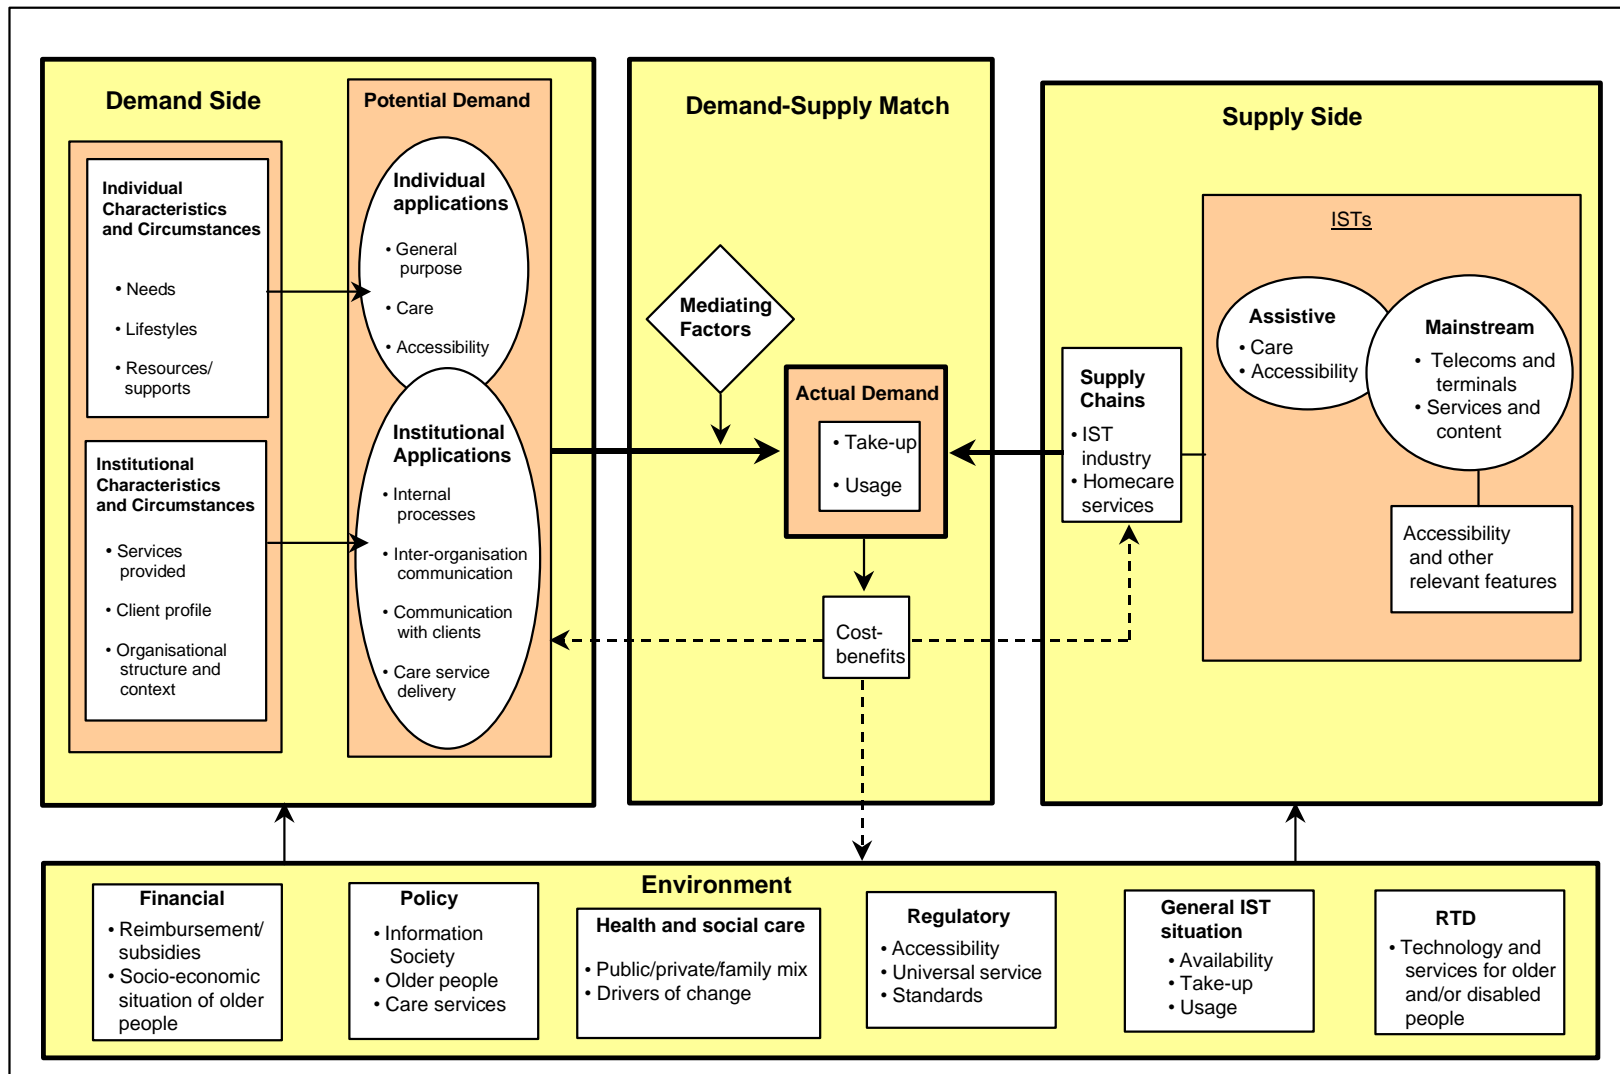 Demand Side
Individual
Characteristics
and Circumstances
• Needs
• Lifestyles
• Resources/
supports
Institutional
Characteristics
and Circumstances
• Services
provided
• Client profile
• Organisational
structure and
context
Potential Demand
Individual
applications
• General
purpose
• Care
• Accessibility
Institutional
Applications
• Internal
processes
• Inter-organisation
communication
• Communication
with clients
• Care service
delivery
Demand-Supply Match
Mediating
Factors
Actual Demand
• Take-up
• Usage
Cost-
benefits
Supply Side
Supply
Chains
• IST
industry
• Homecare
services
ISTs
Assistive
• Care
• Accessibility
Mainstream
• Telecoms and
terminals
• Services and
content
Accessibility
and other
relevant features
Environment
Financial
• Reimbursement/
subsidies
• Socio-economic
situation of older
people
Policy
• Information
Society
• Older people
• Care services
Health and social care
• Public/private/family mix
• Drivers of change
Regulatory
• Accessibility
• Universal service
• Standards
General IST
situation
• Availability
• Take-up
• Usage
RTD
• Technology and
services for older
and/or disabled
people